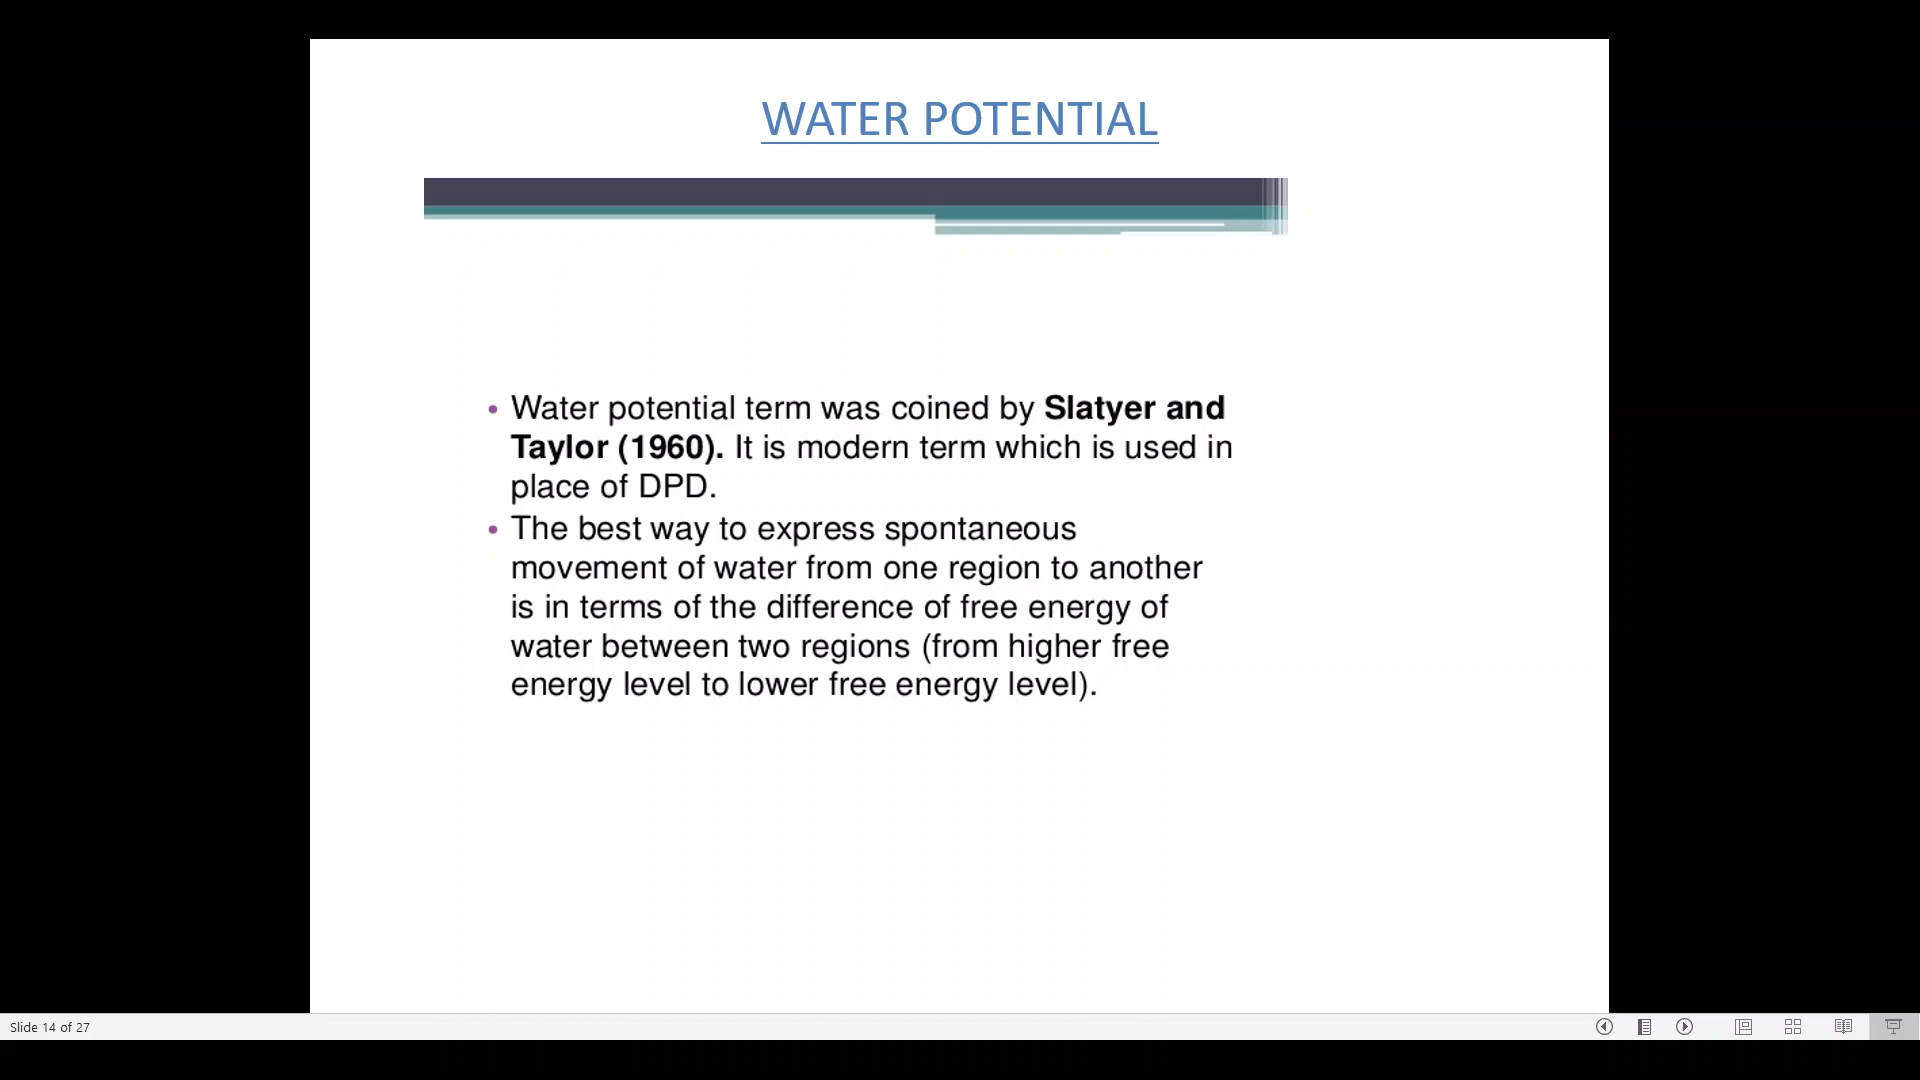 WATER POTENTIAL
• Water potential term was coined by Slatyer and
Taylor (1960). It is modern term which is used in
place of DPD.
• The best way to express spontaneous
movement of water from one region to another
is in terms of the difference of free energy of
water between two regions (from higher free
energy level to lower free energy level).
Slide 14 of 27